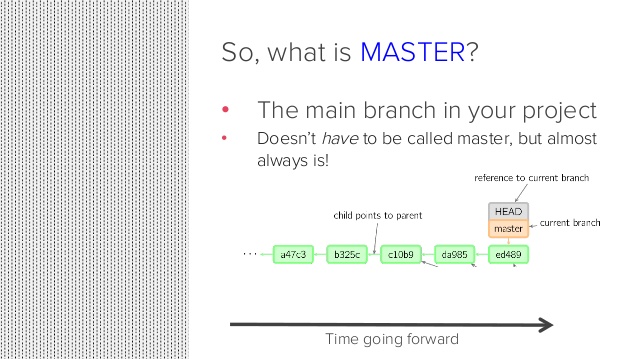 So, what is MASTER?
• The main branch in your project
• Doesn't have to be called master, but almost
always is!
reference to current branch
HEAD
child points to parent
master
current branch
... a47c3 b325c c10b9 da985 ed489
Time going forward